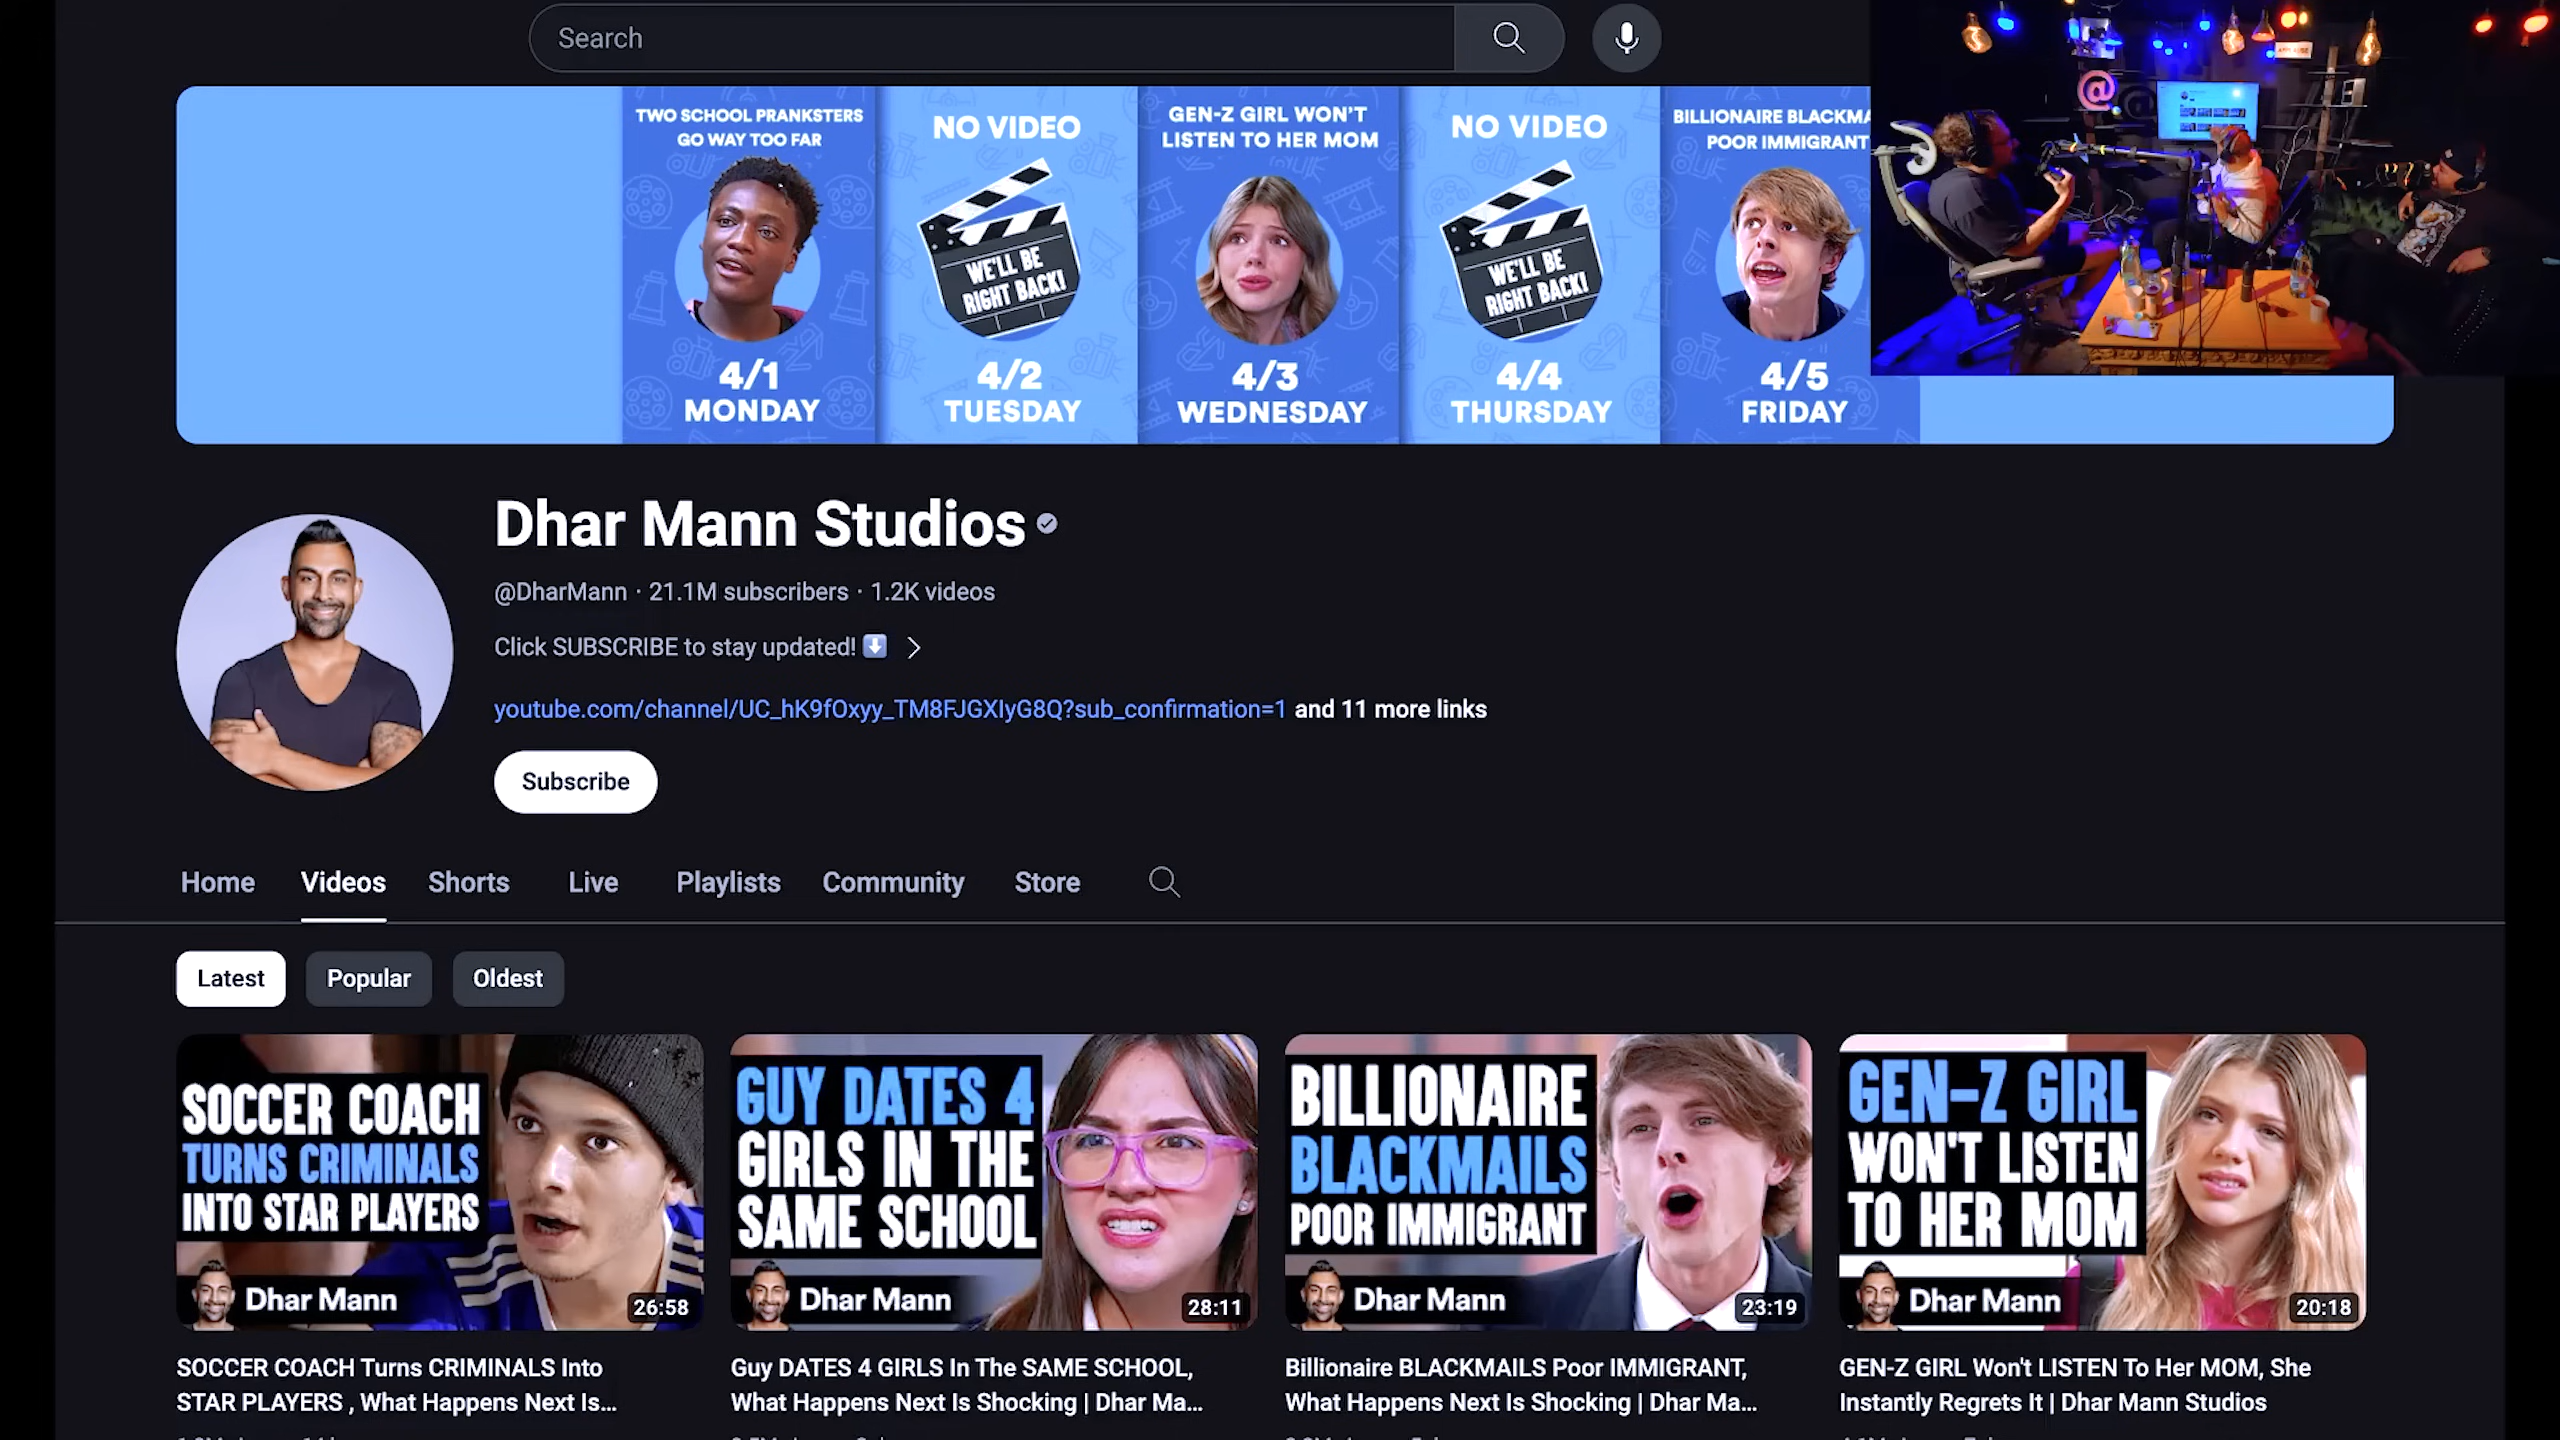 Search
TWO SCHOOL PRANKSTERS
GO WAY TOO FAR
WE'LL BE
RIGHT BACK!
4/1
MONDAY
NO VIDEO
4/2
TUESDAY
GEN-Z GIRL WON'T
LISTEN TO HER MOM
4/3
WEDNESDAY
NO VIDEO
WE'LL BE
RIGHT BACK!
4/4
THURSDAY
BILLIONAIRE
POOR IMMIGRANT
4/5
FRIDAY
@
Dhar Mann Studios
@DharMann · 21.1M subscribers · 1.2K videos
Click SUBSCRIBE to stay updated! ⬇️ >
youtube.com/channel/UC_hK9fOxyy_TM8FJGXIyG8Q?sub_confirmation=1 and 11 more links
Subscribe
Home Videos Shorts Live Playlists Community Store
Latest Popular Oldest
SOCCER COACH
TURNS CRIMINALS
INTO STAR PLAYERS
Dhar Mann
26:58
GUY DATES 4
GIRLS IN THE
SAME SCHOOL
Dhar Mann
28:11
BILLIONAIRE
BLACKMAILS
POOR IMMIGRANT
Dhar Mann
23:19
GEN-Z GIRL
WON'T LISTEN
TO HER MOM
Dhar Mann
20:18
SOCCER COACH Turns CRIMINALS Into
STAR PLAYERS , What Happens Next Is...
Guy DATES 4 GIRLS In The SAME SCHOOL,
What Happens Next Is Shocking | Dhar Ma...
Billionaire BLACKMAILS Poor IMMIGRANT,
What Happens Next Is Shocking | Dhar Ma...
GEN-Z GIRL Won't LISTEN To Her MOM, She
Instantly Regrets It | Dhar Mann Studios